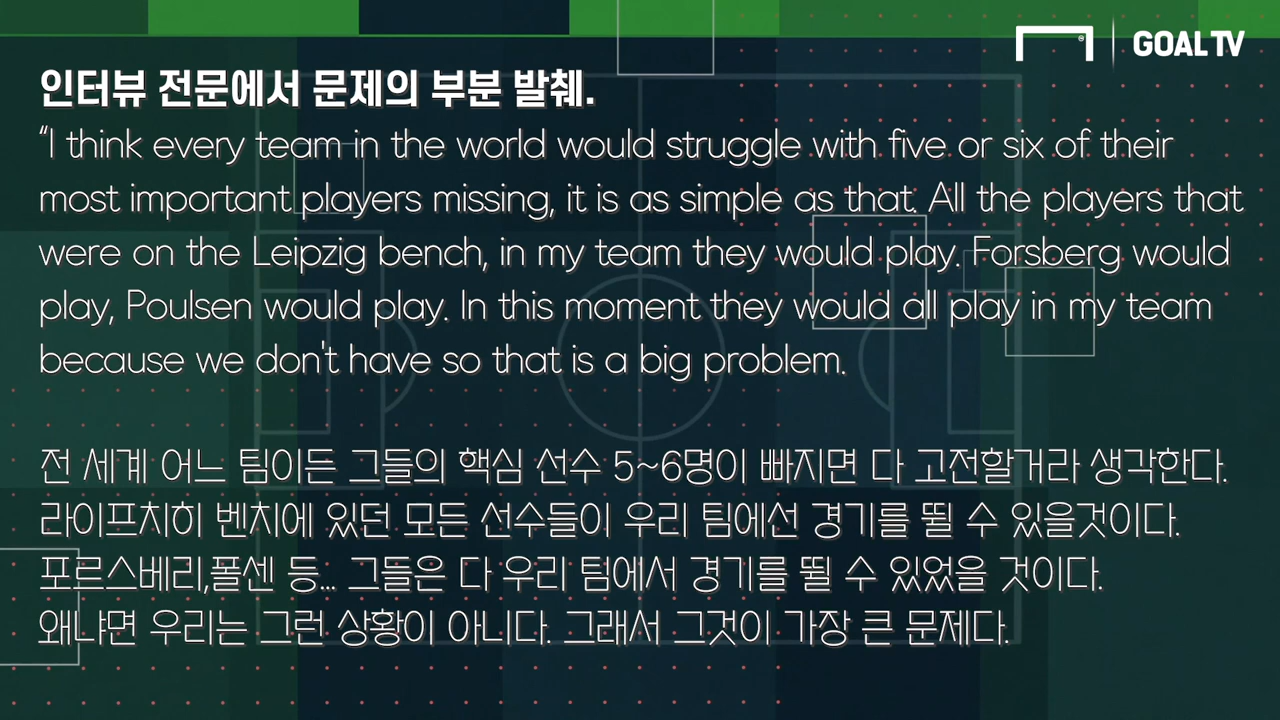 GOAL TV
인터뷰 전문에서 문제의 부분 발췌.
“I think every team in the world would struggle with five or six of their
most important players missing, it is as simple as that. All the players that
were on the Leipzig bench, in my team they would play. Forsberg would
play, Poulsen would play. In this moment they would all play in my team
because we don't have so that is a big problem.
전 세계 어느 팀이든 그들의 핵심 선수 5~6명이 빠지면 다 고전할거라 생각한다.
라이프치히 벤치에 있던 모든 선수들이 우리 팀에선 경기를 뛸 수 있을것이다.
포르스베리,폴센 등... 그들은 다 우리 팀에서 경기를 뛸 수 있었을 것이다.
왜냐면 우리는 그런 상황이 아니다. 그래서 그것이 가장 큰 문제다.